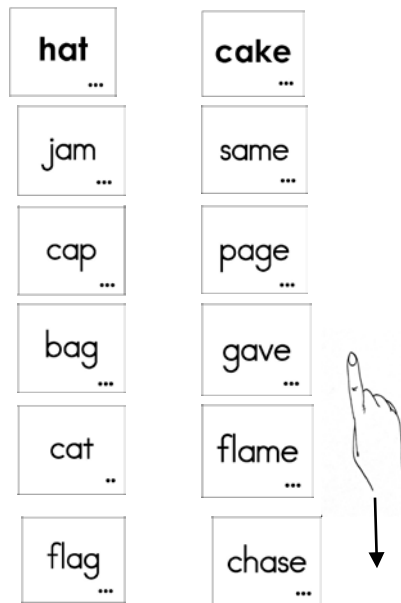 hat
cake
jam
same
cap
page
bag
gave
cat
flame
flag
chase